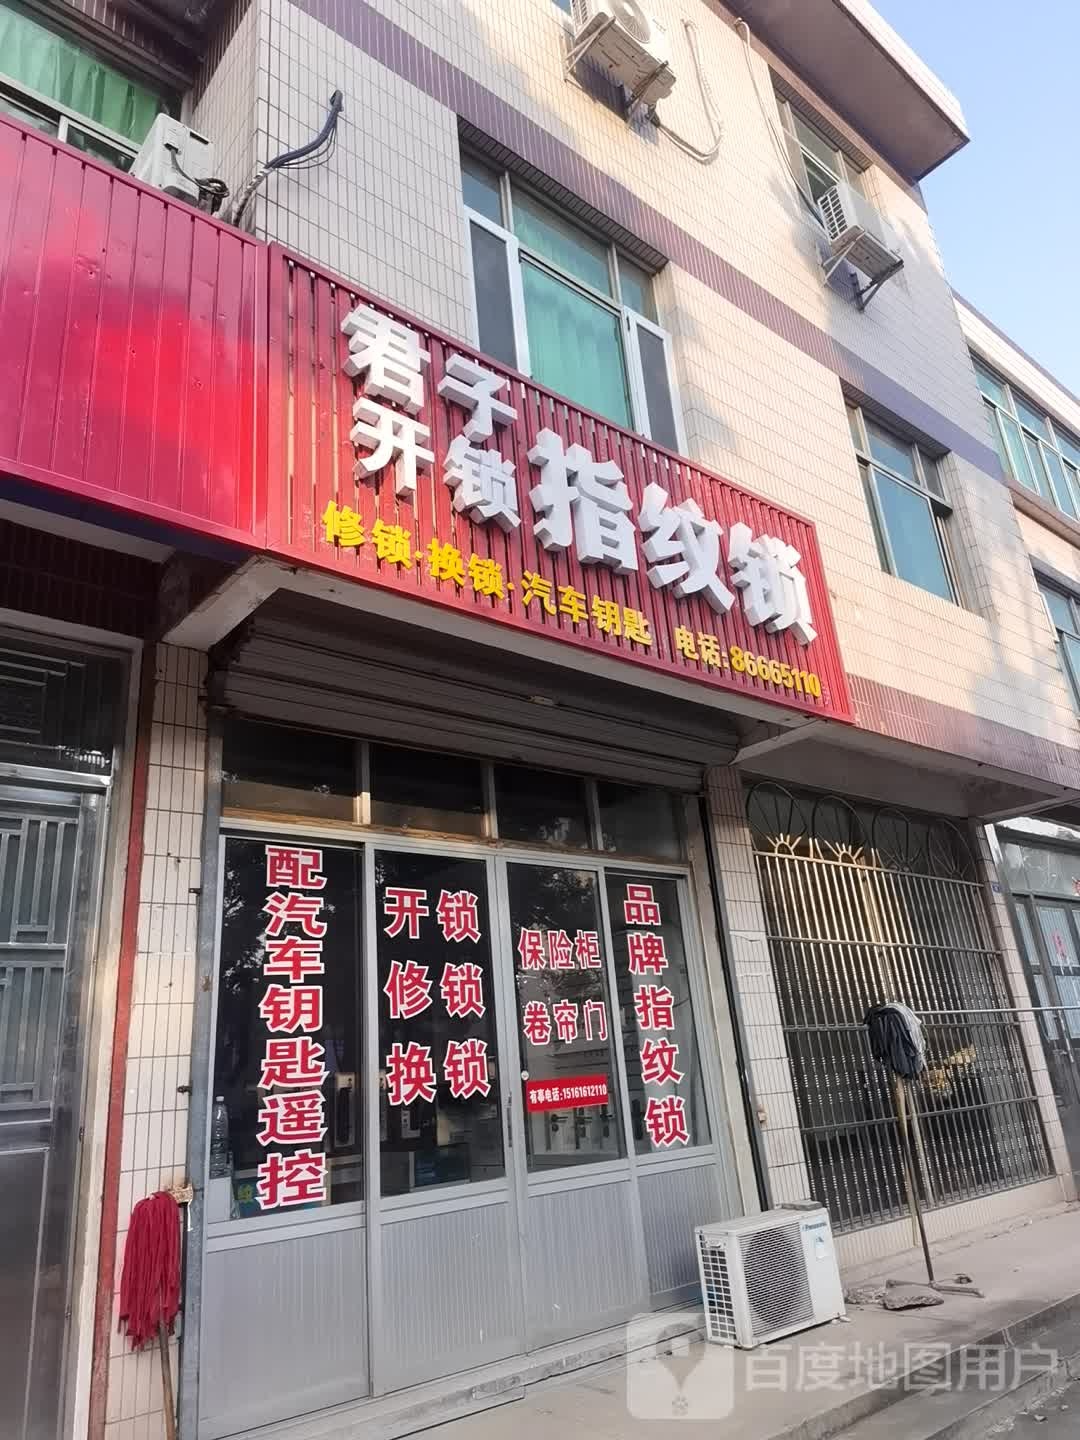 君子
开锁
指纹锁
修锁·换锁·汽车钥匙 电话:86665110
配汽车钥匙遥控
开锁
修锁
换锁
保险柜
卷帘门
有事电话:15161612110
品牌指纹锁
Panasonic
百度地图用户